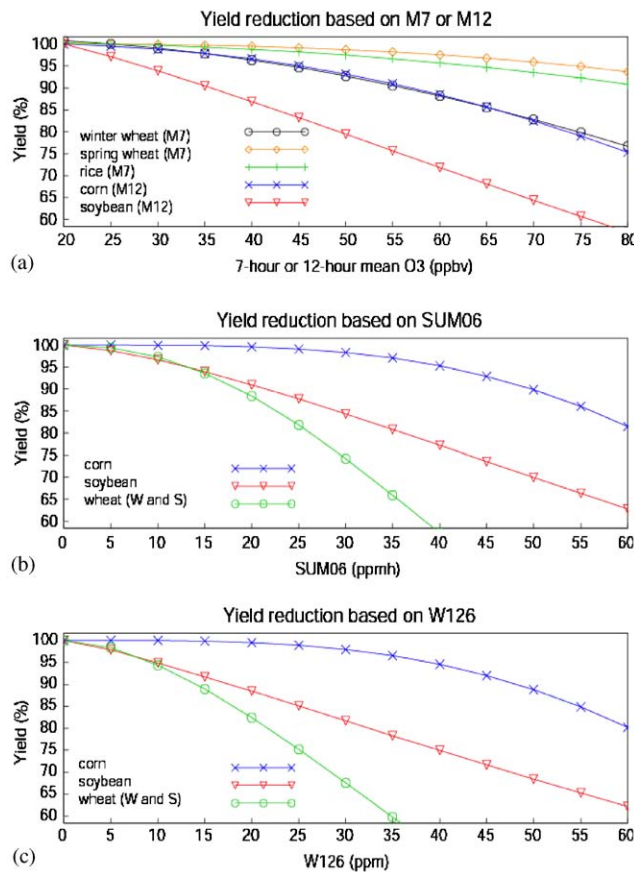 Yield reduction based on M7 or M12
100
95
90
85
80
75
70
65
60
Yield (%)
winter wheat (M7)
spring wheat (M7)
rice (M7)
corn (M12)
soybean (M12)
20 25 30 35 40 45 50 55 60 65 70 75 80
(a)
7-hour or 12-hour mean O3 (ppbv)
Yield reduction based on SUM06
100
95
90
85
80
75
70
65
60
Yield (%)
corn
soybean
wheat (W and S)
0 5 10 15 20 25 30 35 40 45 50 55 60
(b)
SUM06 (ppmh)
Yield reduction based on W126
100
95
90
85
80
75
70
65
60
Yield (%)
corn
soybean
wheat (W and S)
0 5 10 15 20 25 30 35 40 45 50 55 60
(c)
W126 (ppm)